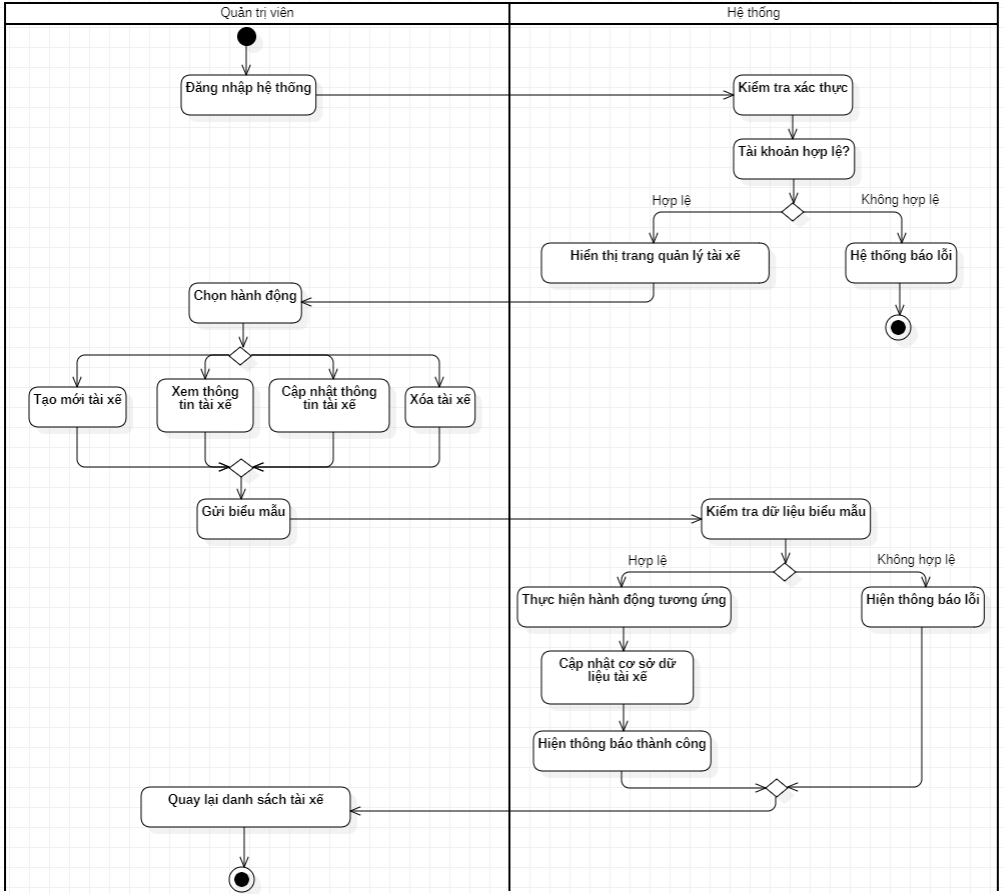 Quản trị viên
Hệ thống
Đăng nhập hệ thống
Kiểm tra xác thực
Tài khoản hợp lệ?
Hợp lệ
Không hợp lệ
Hiển thị trang quản lý tài xế
Hệ thống báo lỗi
Chọn hành động
Tạo mới tài xế
Xem thông
tin tài xế
Cập nhật thông
tin tài xế
Xóa tài xế
Gửi biểu mẫu
Kiểm tra dữ liệu biểu mẫu
Hợp lệ
Không hợp lệ
Thực hiện hành động tương ứng
Hiện thông báo lỗi
Cập nhật cơ sở dữ
liệu tài xế
Hiện thông báo thành công
Quay lại danh sách tài xế